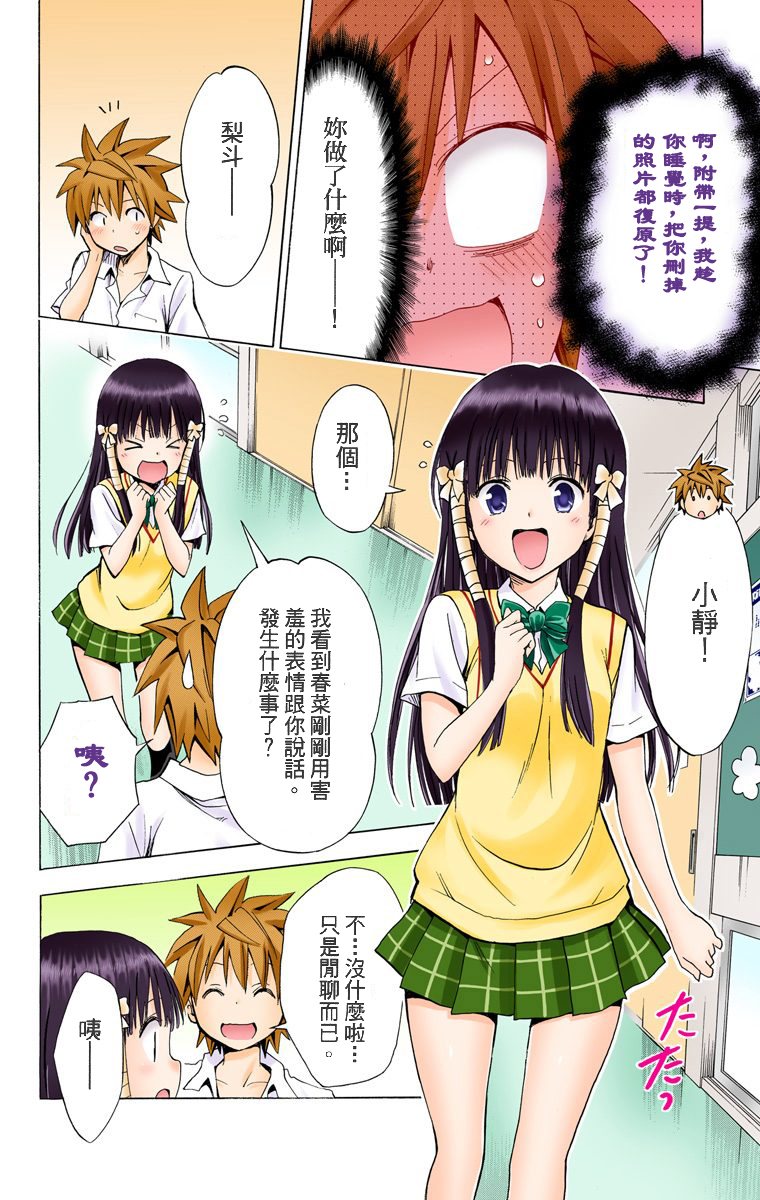 啊，附帶一提，我趁
你睡覺時，把你刪掉
的照片都復原了！
妳做了什麼啊——！
梨斗——
小靜！
たたっ
那個…
我看到春菜剛剛用害
羞的表情跟你說話。
發生什麼事了？
咦？
不…沒什麼啦…
只是閒聊而已。
咦—